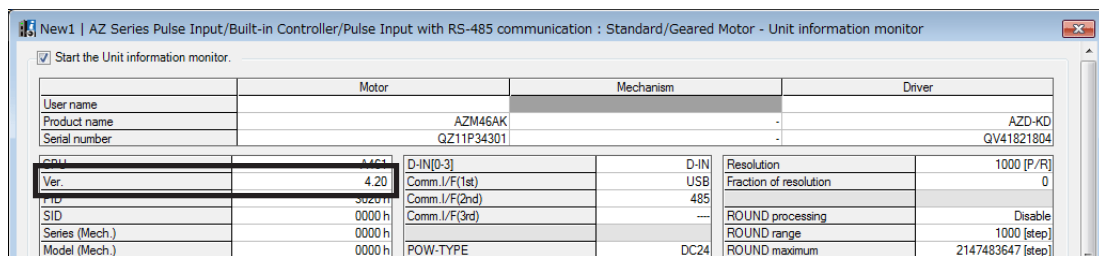 New1 | AZ Series Pulse Input/Built-in Controller/Pulse Input with RS-485 communication : Standard/Geared Motor - Unit information monitor
Start the Unit information monitor.
Motor Mechanism Driver
User name
Product name AZM46AK - AZD-KD
Serial number QZ11P34301 - QV41821804
CPU A461 D-IN[0-3] D-IN Resolution 1000 [P/R]
Ver. 4.20 Comm.I/F(1st) USB Fraction of resolution 0
PID 3020 h Comm.I/F(2nd) 485
SID 0000 h Comm.I/F(3rd) ---- ROUND processing Disable
Series (Mech.) 0000 h ROUND range 1000 [step]
Model (Mech.) 0000 h POW-TYPE DC24 ROUND maximum 2147483647 [step]